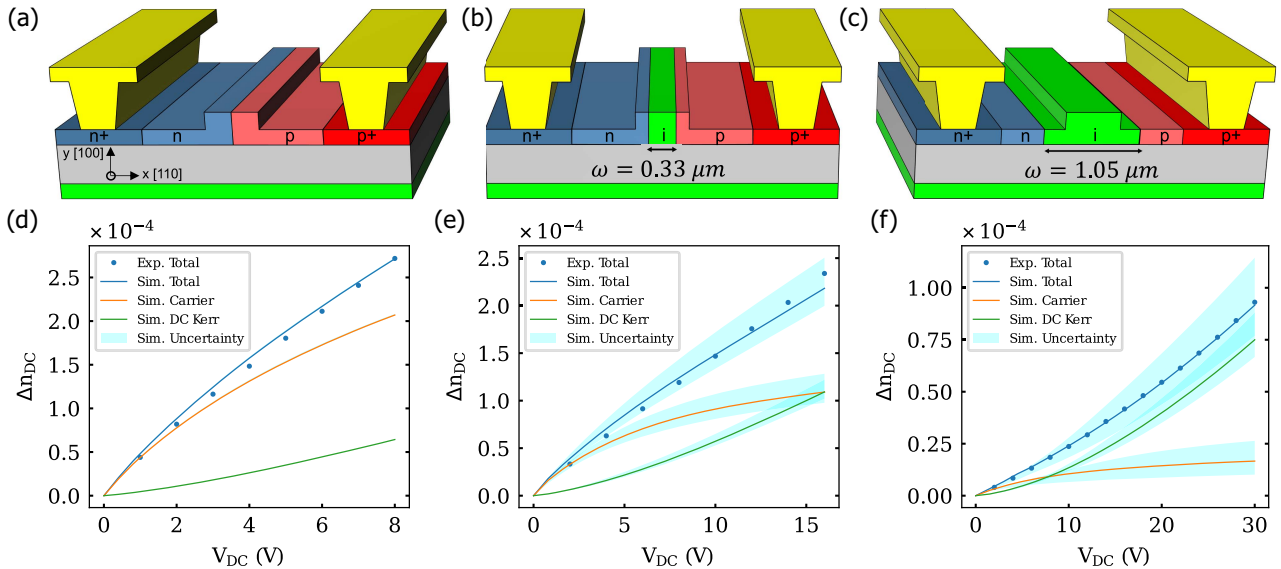 (a)
n+ n p p+
y [100]
x [110]
(b)
n+ n i p p+
ω = 0.33 μm
(c)
n+ n i p p+
ω = 1.05 μm
(d)
× 10⁻⁴
Exp. Total
Sim. Total
Sim. Carrier
Sim. DC Kerr
Sim. Uncertainty
2.5
2.0
1.5
1.0
0.5
0.0
Δn_DC
0 2 4 6 8
V_DC (V)
(e)
× 10⁻⁴
Exp. Total
Sim. Total
Sim. Carrier
Sim. DC Kerr
Sim. Uncertainty
2.5
2.0
1.5
1.0
0.5
0.0
Δn_DC
0 5 10 15
V_DC (V)
(f)
× 10⁻⁴
Exp. Total
Sim. Total
Sim. Carrier
Sim. DC Kerr
Sim. Uncertainty
1.00
0.75
0.50
0.25
0.00
Δn_DC
0 10 20 30
V_DC (V)